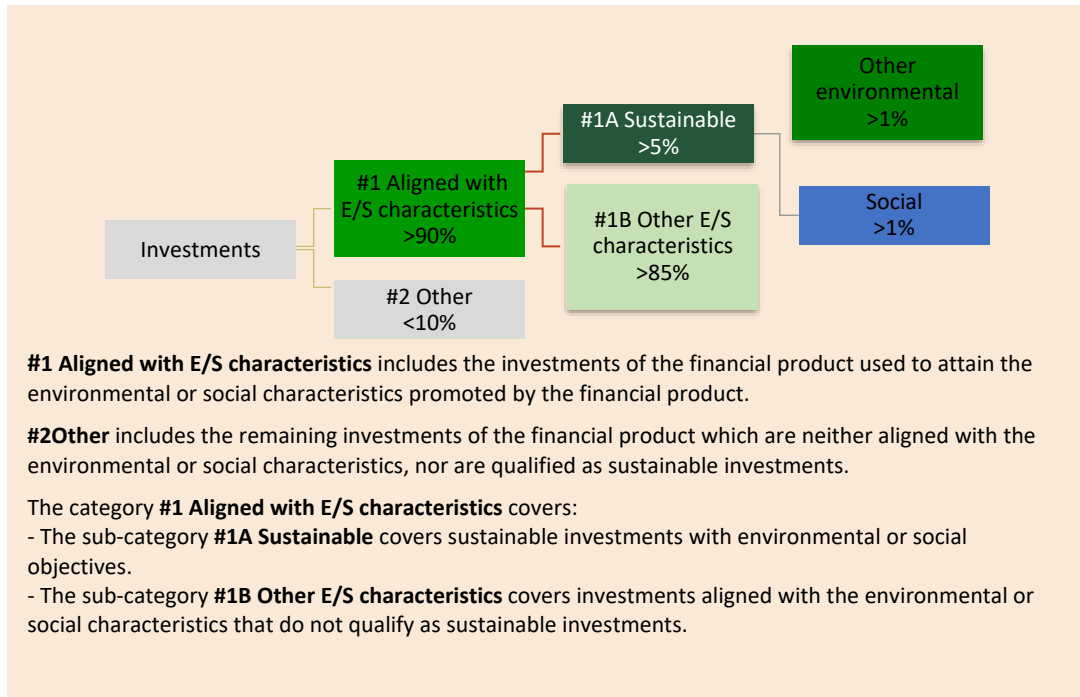 Other
environmental
>1%
#1A Sustainable
>5%
#1 Aligned with
E/S characteristics
>90%
Social
>1%
#1B Other E/S
characteristics
>85%
Investments
#2 Other
<10%
#1 Aligned with E/S characteristics includes the investments of the financial product used to attain the
environmental or social characteristics promoted by the financial product.
#2Other includes the remaining investments of the financial product which are neither aligned with the
environmental or social characteristics, nor are qualified as sustainable investments.
The category #1 Aligned with E/S characteristics covers:
- The sub-category #1A Sustainable covers sustainable investments with environmental or social
objectives.
- The sub-category #1B Other E/S characteristics covers investments aligned with the environmental or
social characteristics that do not qualify as sustainable investments.